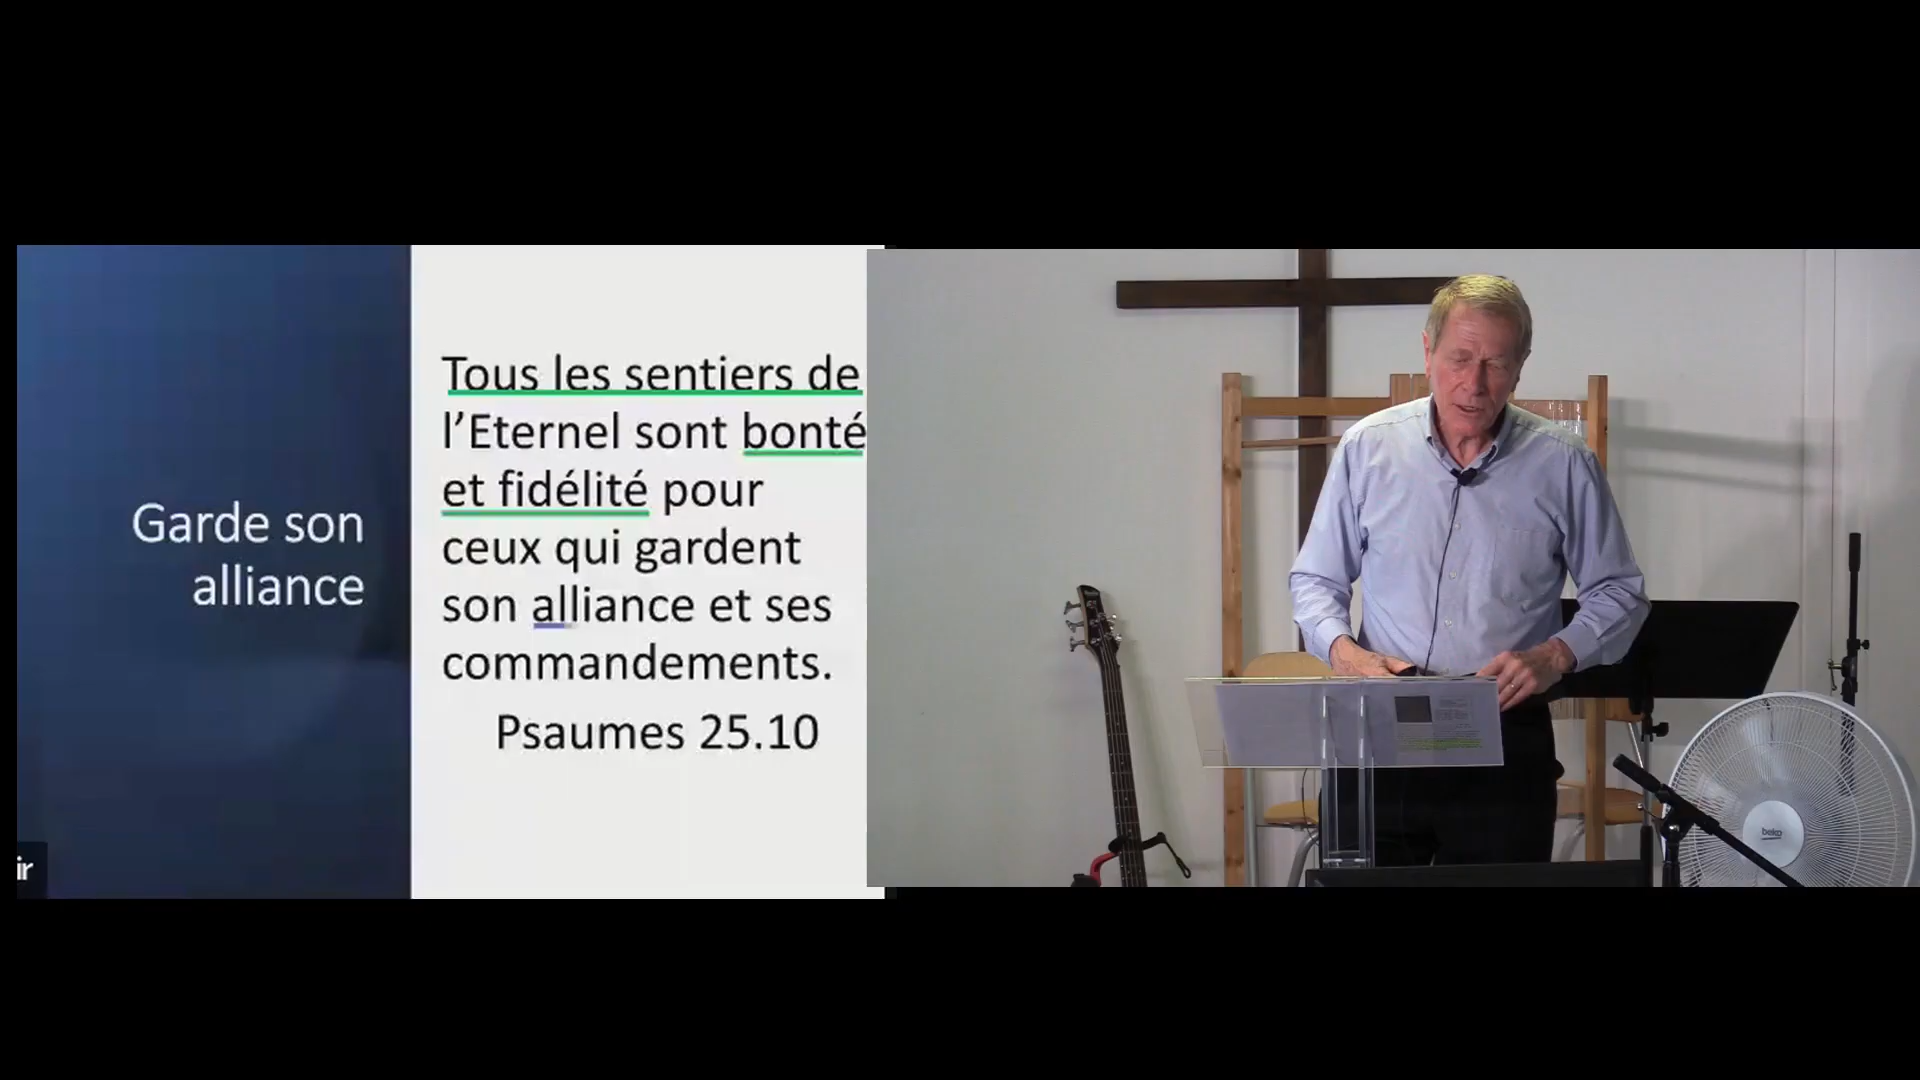 Garde son
alliance
Tous les sentiers de
l’Eternel sont bonté
et fidélité pour
ceux qui gardent
son alliance et ses
commandements.
Psaumes 25.10
ir
beko